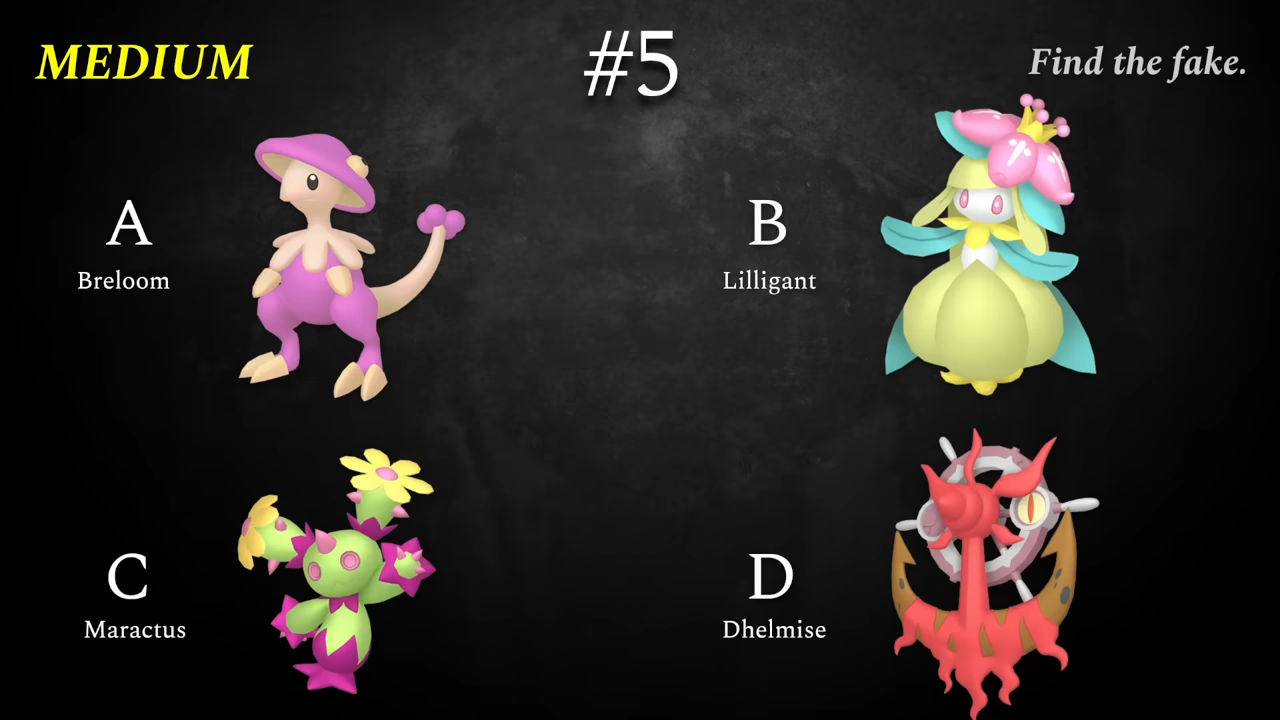 MEDIUM
#5
Find the fake.
A
Breloom
B
Lilligant
C
Maractus
D
Dhelmise